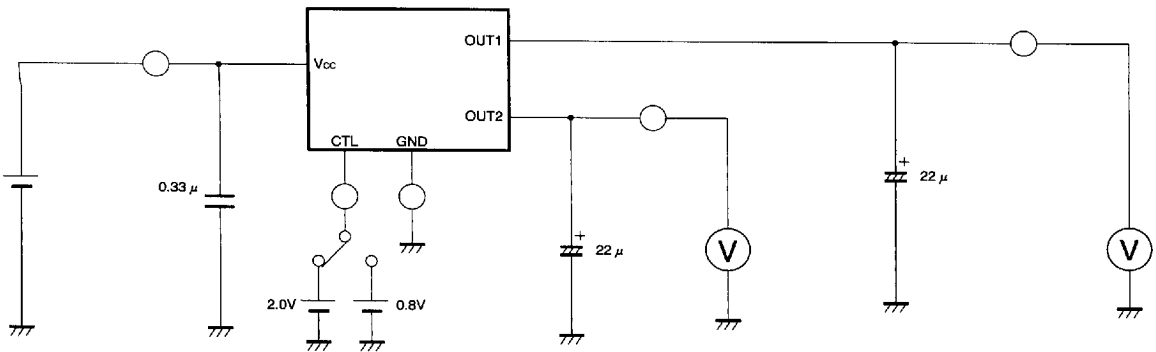 OUT1
Vcc
OUT2
CTL GND
0.33 μ
22 μ
+
22 μ
+
V
V
2.0V
0.8V